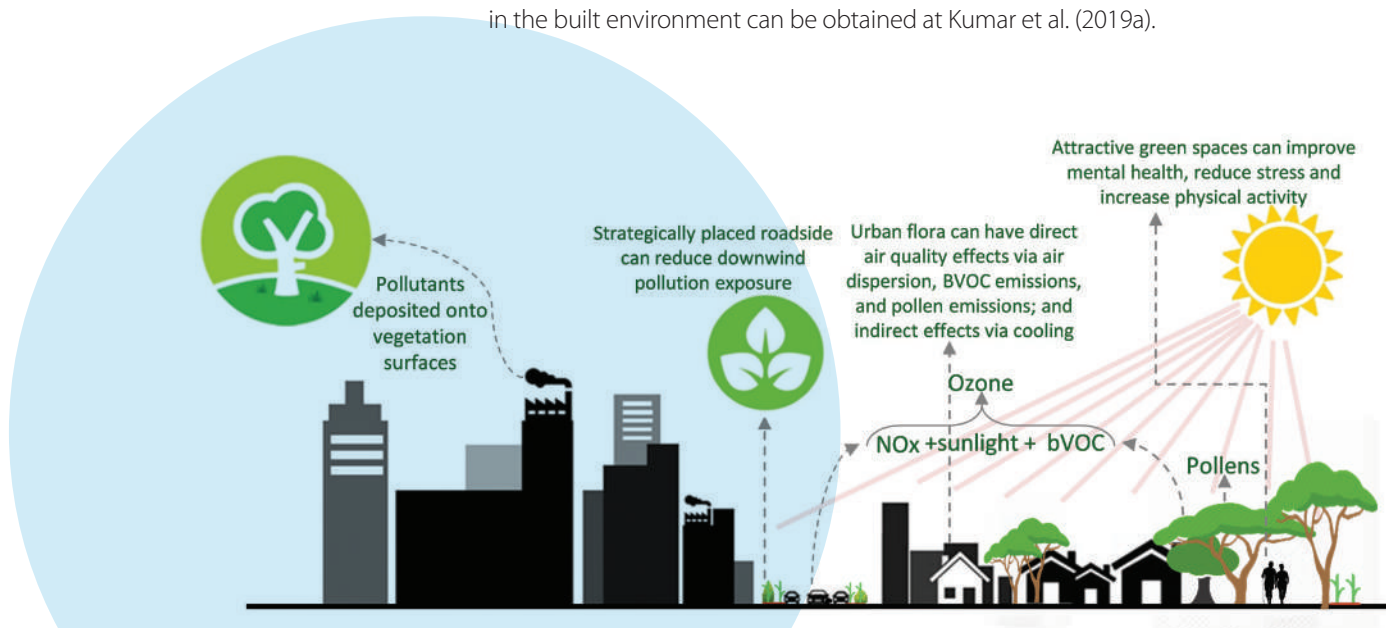 in the built environment can be obtained at Kumar et al. (2019a).
Attractive green spaces can improve
mental health, reduce stress and
increase physical activity
Strategically placed roadside
can reduce downwind
pollution exposure
Urban flora can have direct
air quality effects via air
dispersion, BVOC emissions,
and pollen emissions; and
indirect effects via cooling
Pollutants
deposited onto
vegetation
surfaces
Ozone
NOx +sunlight + bVOC
Pollens